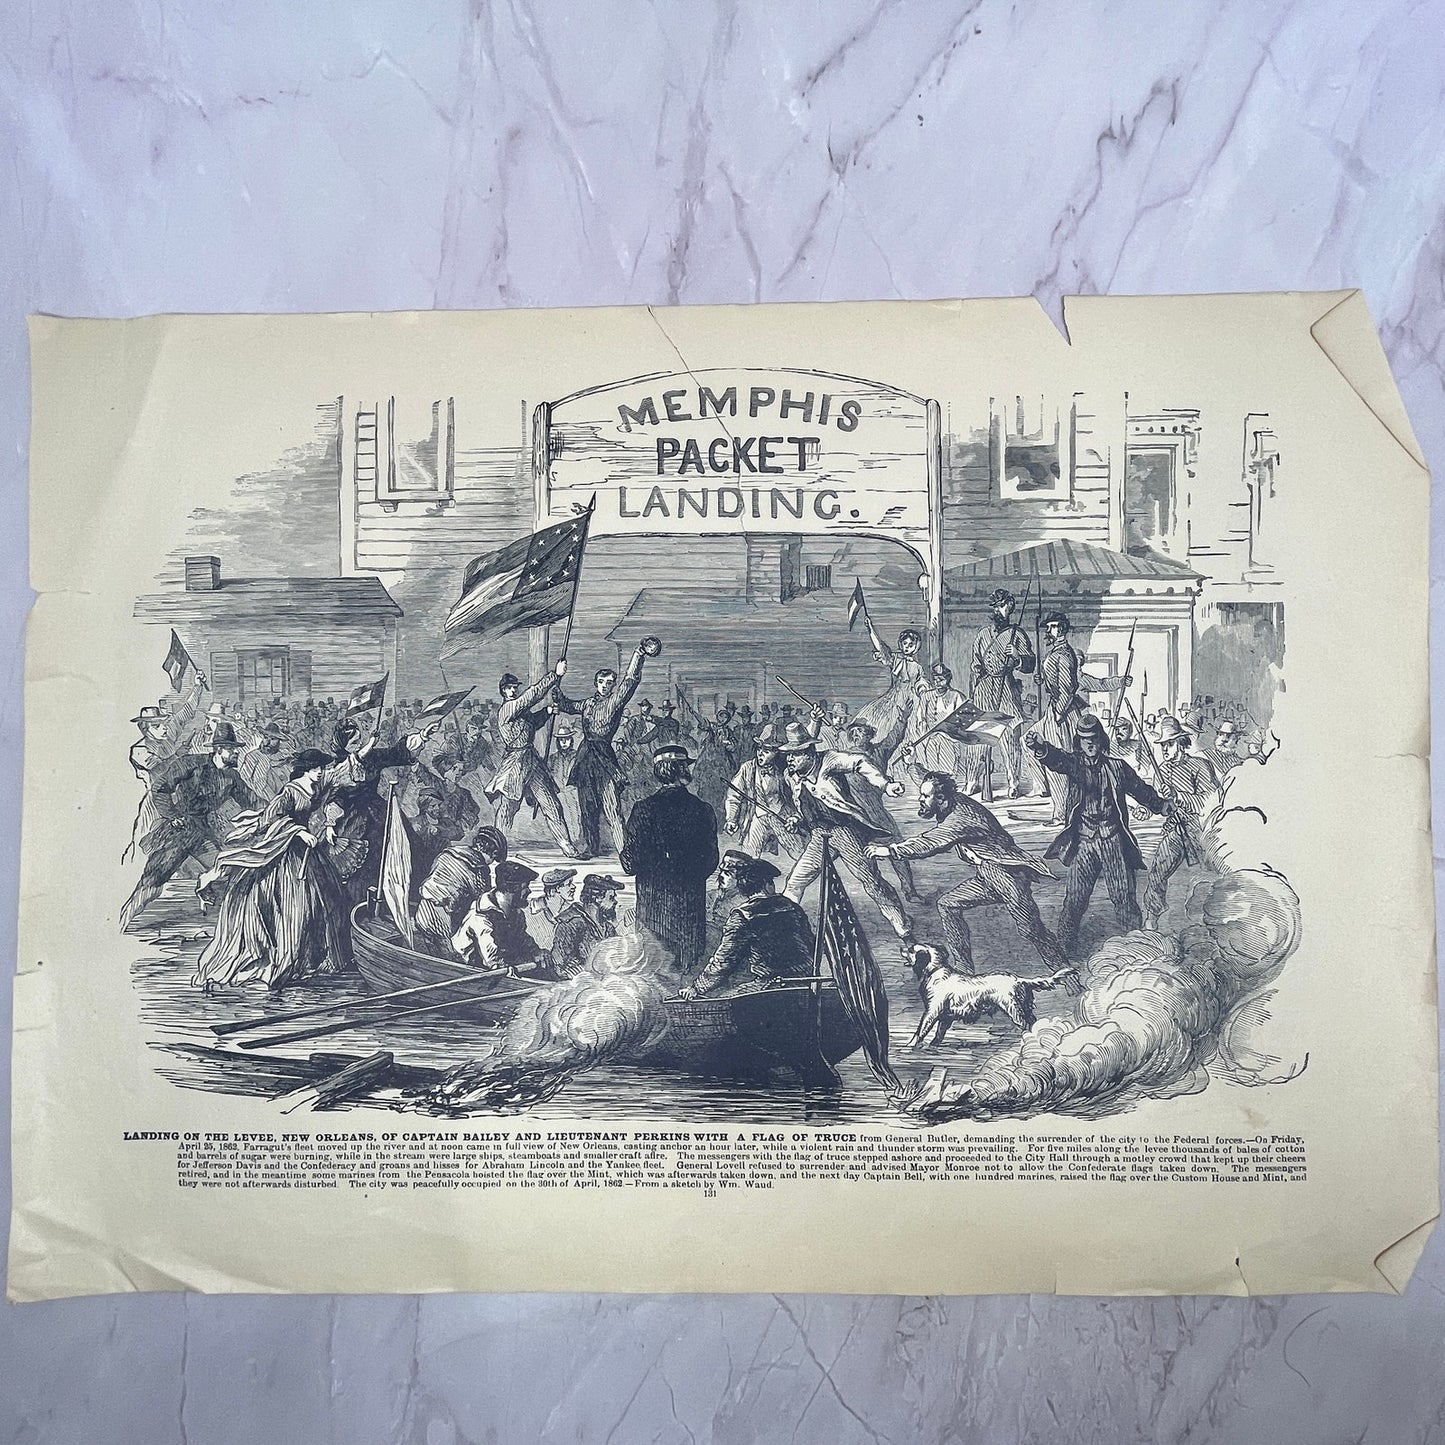 MEMPHIS
PACKET
LANDING.
LANDING ON THE LEVEE, NEW ORLEANS, OF CAPTAIN BAILEY AND LIEUTENANT PERKINS WITH A FLAG OF TRUCE from General Butler, demanding the surrender of the city to the Federal forces.—On Friday,
April 25, 1862, Farragut's fleet moved up the river and at noon came in full view of New Orleans, casting anchor an hour later, while a violent rain and thunder storm was prevailing. For five miles along the levee thousands of bales of cotton
and barrels of sugar were burning, while in the stream were large ships, steamboats and smaller craft afire. The messengers with the flag of truce stepped ashore and proceeded to the City Hall through a motley crowd that kept up their cheers
for Jefferson Davis and the Confederacy and groans and hisses for Abraham Lincoln and the Yankee fleet. General Lovell refused to surrender and advised Mayor Monroe not to allow the Confederate flags taken down. The messengers
retired, and in the meantime some marines from the Pensacola hoisted the flag over the Mint, which was afterwards taken down, and the next day Captain Bell, with one hundred marines, raised the flag over the Custom House and Mint, and
they were not afterwards disturbed. The city was peacefully occupied on the 30th of April, 1862.—From a sketch by Wm. Waud.
131